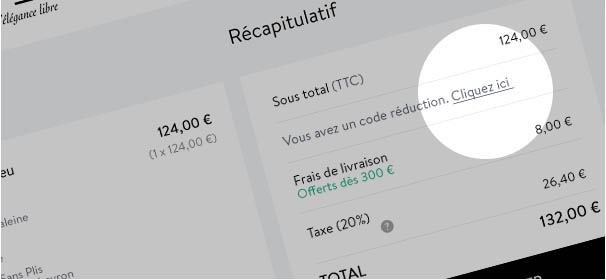 l'élégance libre
Récapitulatif
124,00 €
(1 x 124,00 €)
eu
aleine
e
Sans Plis
hevron
Sous total (TTC)
124,00 €
Vous avez un code réduction. Cliquez ici
Frais de livraison
8,00 €
Offerts dès 300 €
Taxe (20%)
?
26,40 €
TOTAL
132,00 €